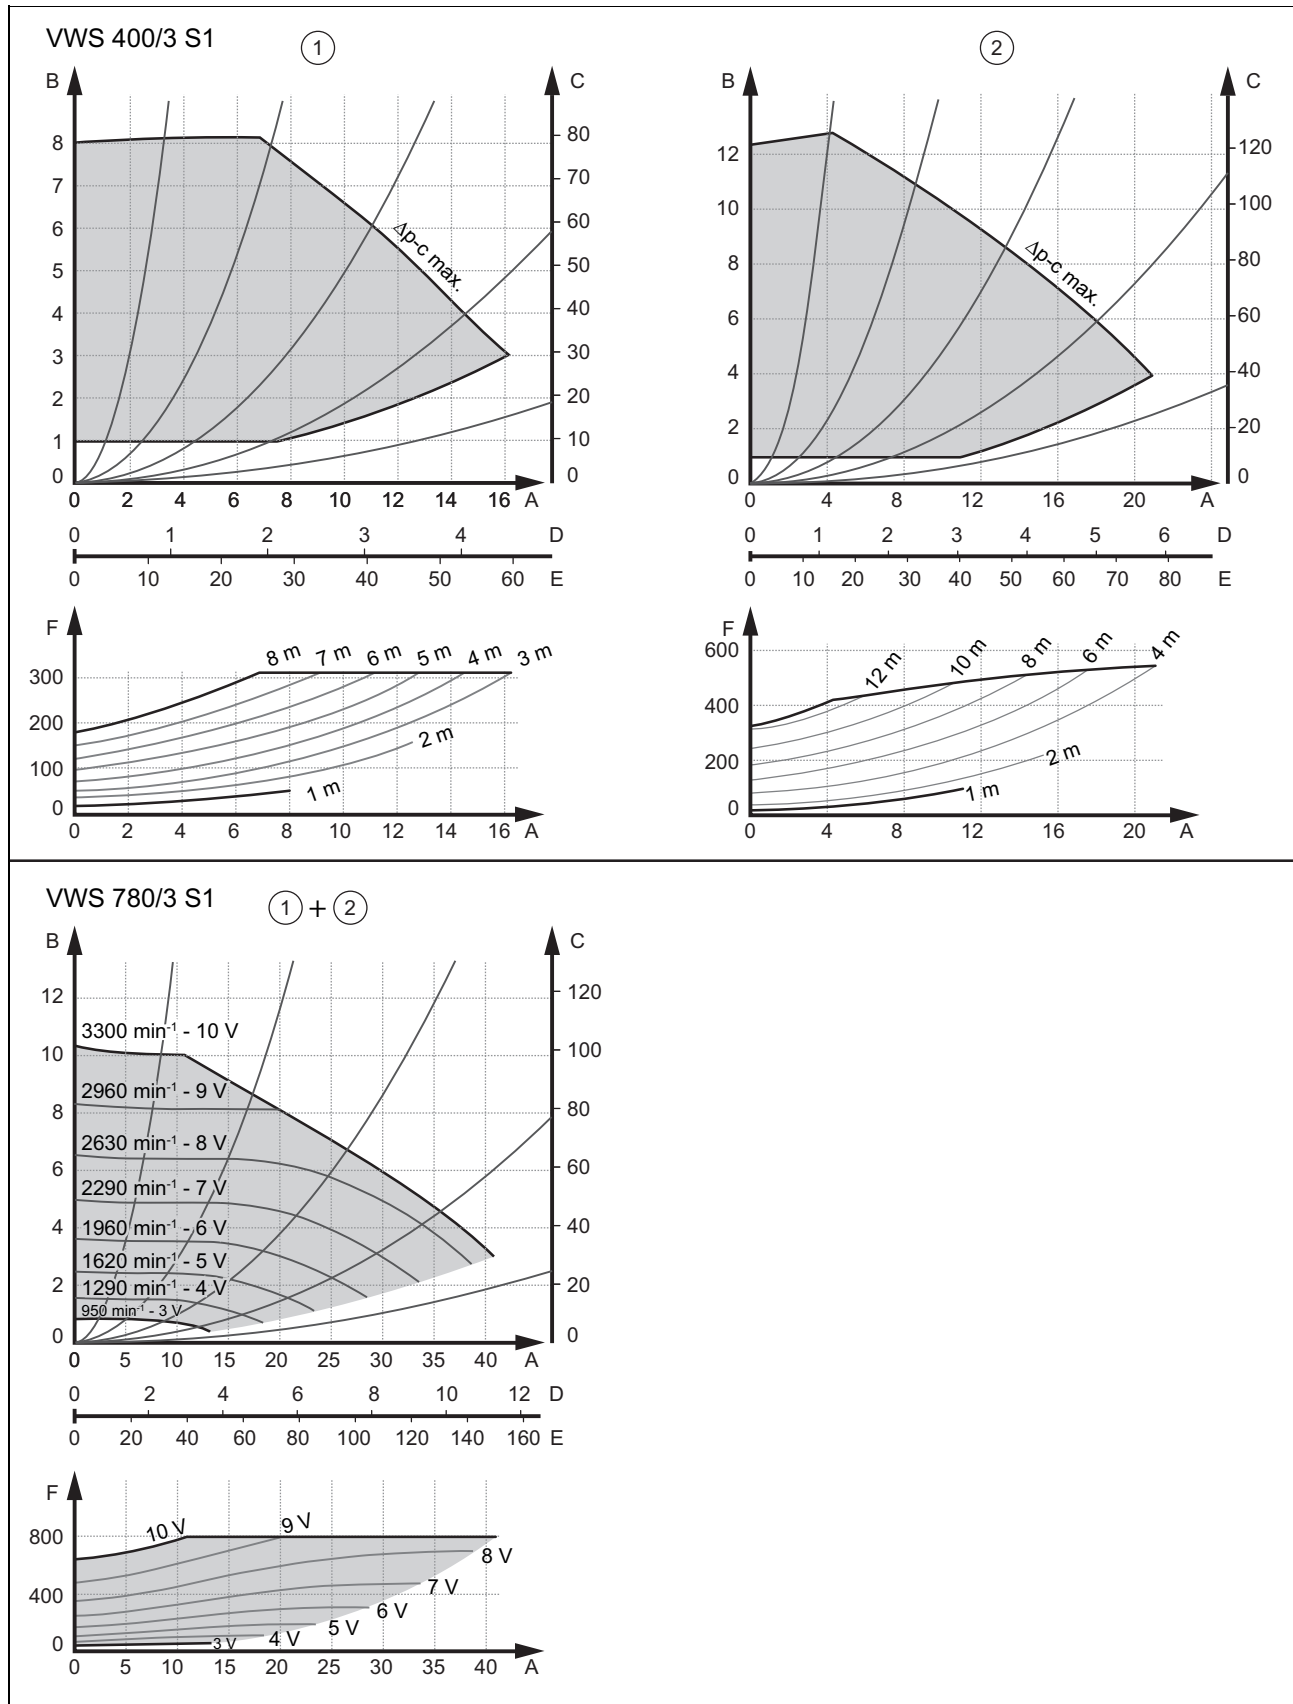 VWS 400/3 S1
1
2
B
C
8
7
6
5
4
3
2
1
0
80
70
60
50
40
30
20
10
0
Δp-c max.
0 2 4 6 8 10 12 14 16 A
0 1 2 3 4 D
0 10 20 30 40 50 60 E
F
300
200
100
0
8 m 7 m 6 m 5 m 4 m 3 m
2 m
1 m
0 2 4 6 8 10 12 14 16 A
B
C
12
10
8
6
4
2
0
120
100
80
60
40
20
0
Δp-c max.
0 4 8 12 16 20 A
0 1 2 3 4 5 6 D
0 10 20 30 40 50 60 70 80 E
F
600
400
200
0
12 m 10 m 8 m 6 m 4 m
2 m
1 m
0 4 8 12 16 20 A
VWS 780/3 S1
1 + 2
B
C
12
10
8
6
4
2
0
120
100
80
60
40
20
0
3300 min-1 - 10 V
2960 min-1 - 9 V
2630 min-1 - 8 V
2290 min-1 - 7 V
1960 min-1 - 6 V
1620 min-1 - 5 V
1290 min-1 - 4 V
950 min-1 - 3 V
0 5 10 15 20 25 30 35 40 A
0 2 4 6 8 10 12 D
0 20 40 60 80 100 120 140 160 E
F
800
400
0
10 V
9 V
8 V
7 V
6 V
5 V
4 V
3 V
0 5 10 15 20 25 30 35 40 A